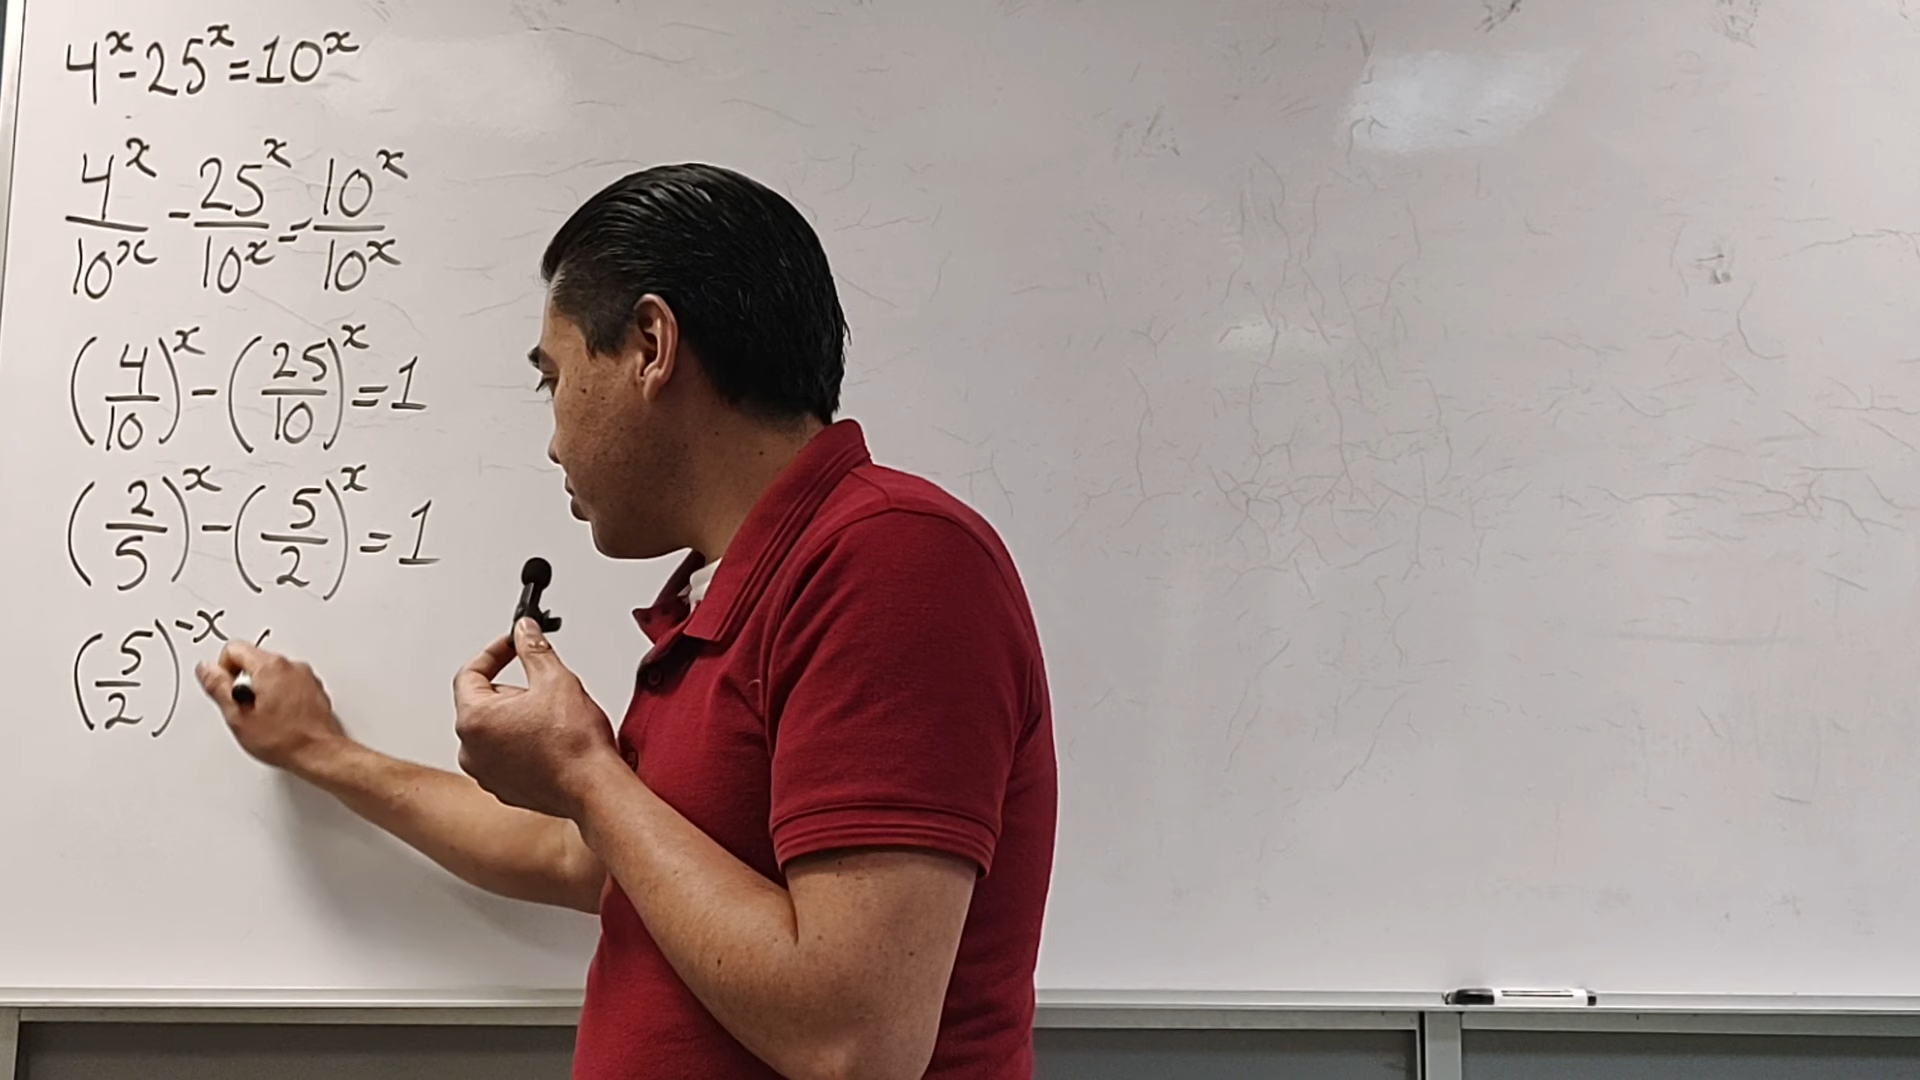 4^x - 25^x = 10^x
4^x/10^x - 25^x/10^x = 10^x/10^x
(4/10)^x - (25/10)^x = 1
(2/5)^x - (5/2)^x = 1
(5/2)^-x (